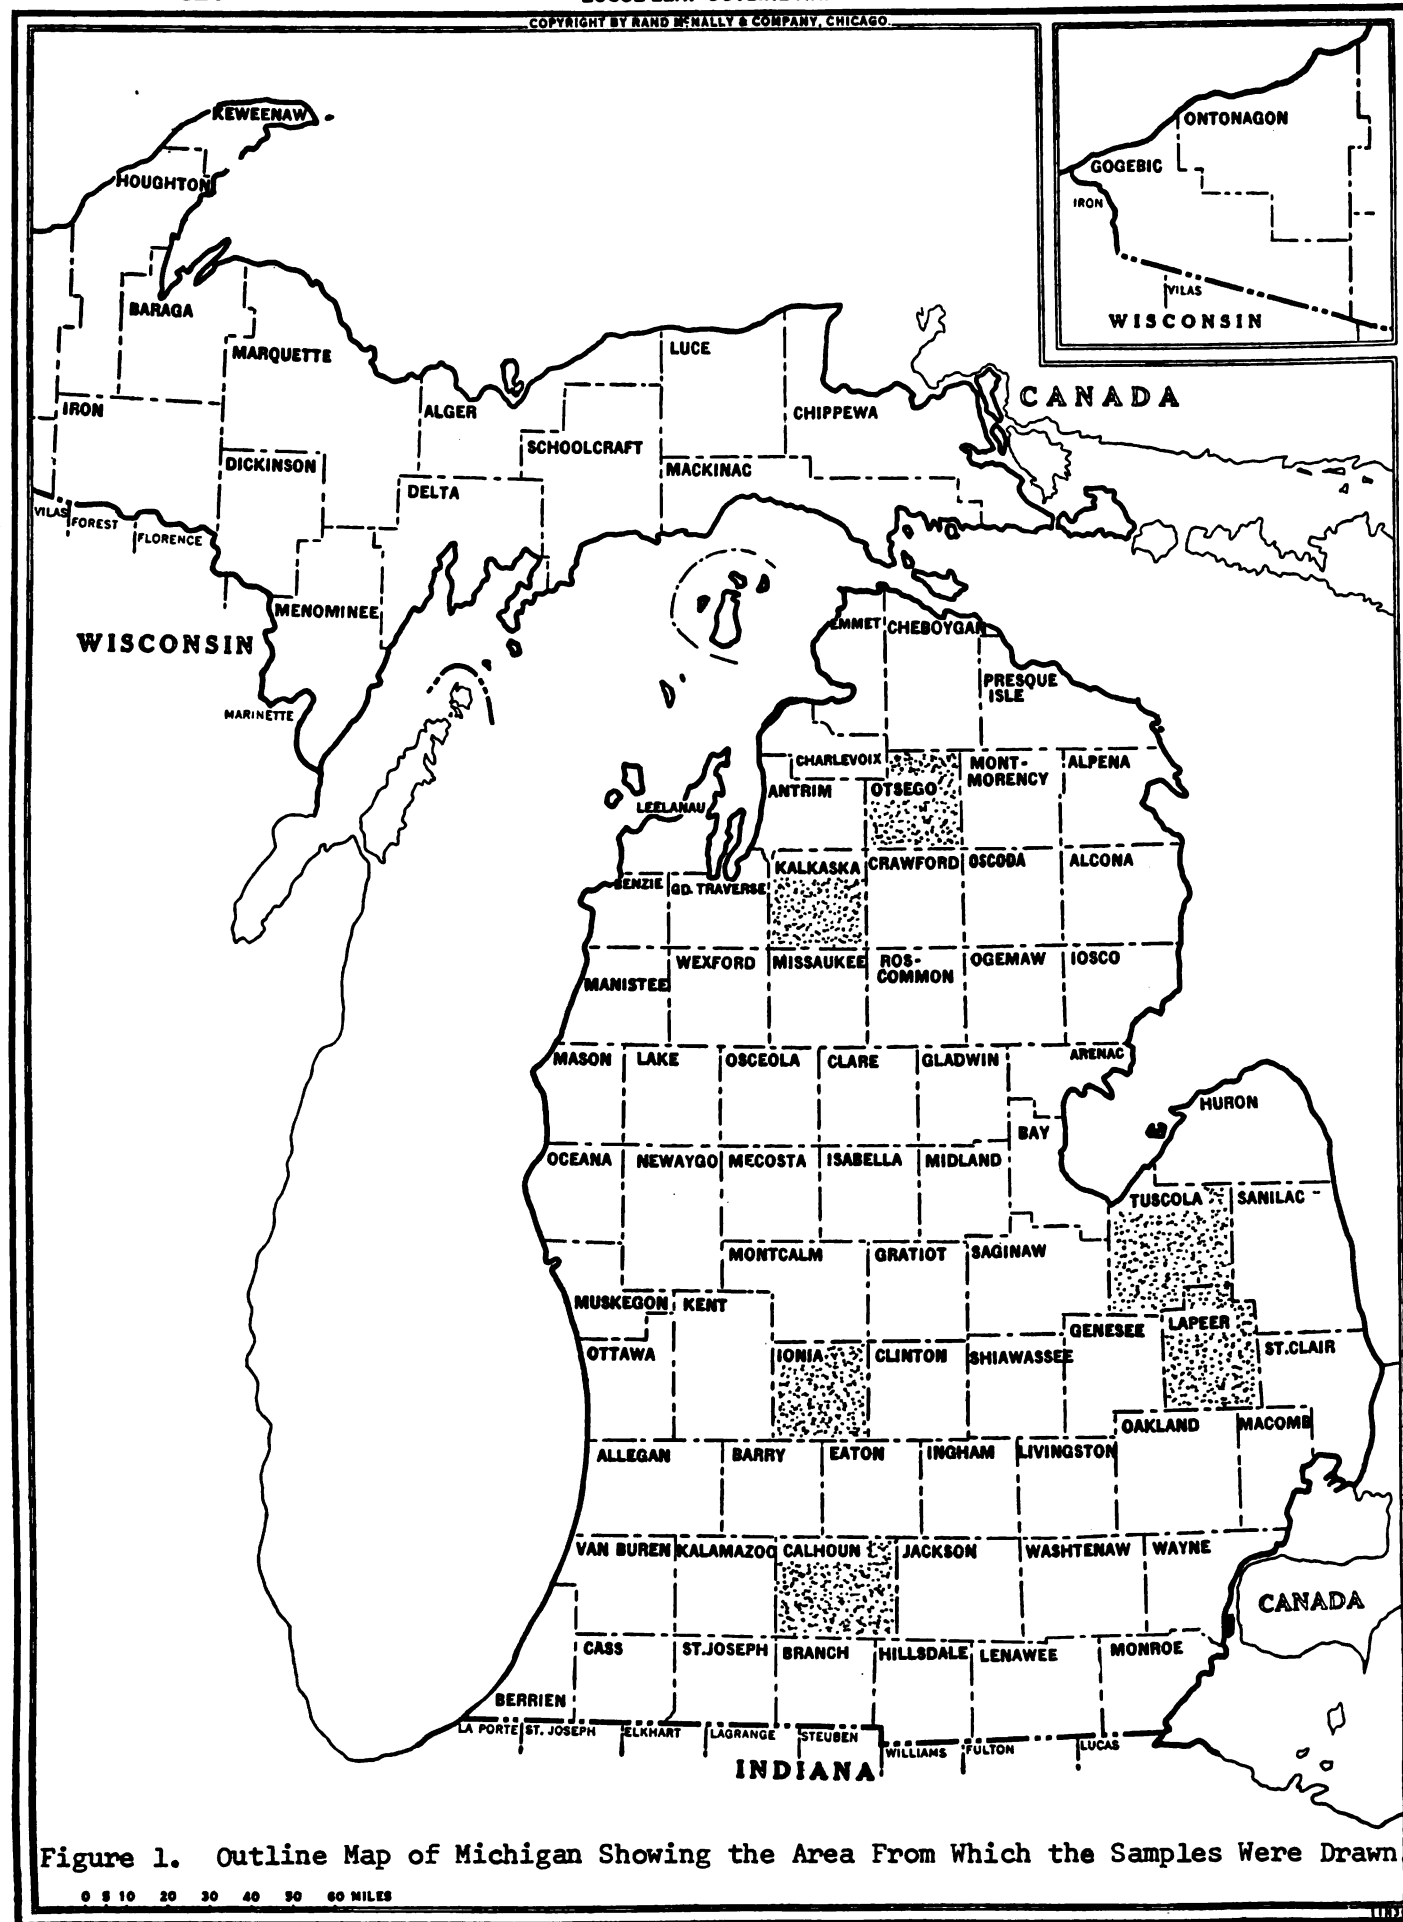 COPYRIGHT BY RAND McNALLY & COMPANY, CHICAGO
KEWEENAW
HOUGHTON
ONTONAGON
GOGEBIC
IRON
VILAS
WISCONSIN
BARAGA
MARQUETTE
LUCE
IRON
ALGER
CHIPPEWA
CANADA
SCHOOLCRAFT
DICKINSON
MACKINAC
DELTA
VILAS
FOREST
FLORENCE
MENOMINEE
EMMET
CHEBOYGAN
WISCONSIN
PRESQUE
ISLE
MARINETTE
CHARLEVOIX
MONT-
MORENCY
ALPENA
ANTRIM
OTSEGO
LEELANAU
KALKASKA
CRAWFORD
OSCODA
ALCONA
BENZIE
GD. TRAVERSE
WEXFORD
MISSAUKEE
ROS-
COMMON
OGEMAW
IOSCO
MANISTEE
MASON
LAKE
OSCEOLA
CLARE
GLADWIN
ARENAC
HURON
BAY
OCEANA
NEWAYGO
MECOSTA
ISABELLA
MIDLAND
TUSCOLA
SANILAC
MONTCALM
GRATIOT
SAGINAW
MUSKEGON
KENT
GENESEE
LAPEER
OTTAWA
IONIA
CLINTON
SHIAWASSEE
ST.CLAIR
OAKLAND
MACOMB
ALLEGAN
BARRY
EATON
INGHAM
LIVINGSTON
VAN BUREN
KALAMAZOO
CALHOUN
JACKSON
WASHTENAW
WAYNE
CANADA
CASS
ST.JOSEPH
BRANCH
HILLSDALE
LENAWEE
MONROE
BERRIEN
LA PORTE
ST. JOSEPH
ELKHART
LAGRANGE
STEUBEN
WILLIAMS
FULTON
LUCAS
INDIANA
Figure 1. Outline Map of Michigan Showing the Area From Which the Samples Were Drawn
0 5 10 20 30 40 50 60 MILES